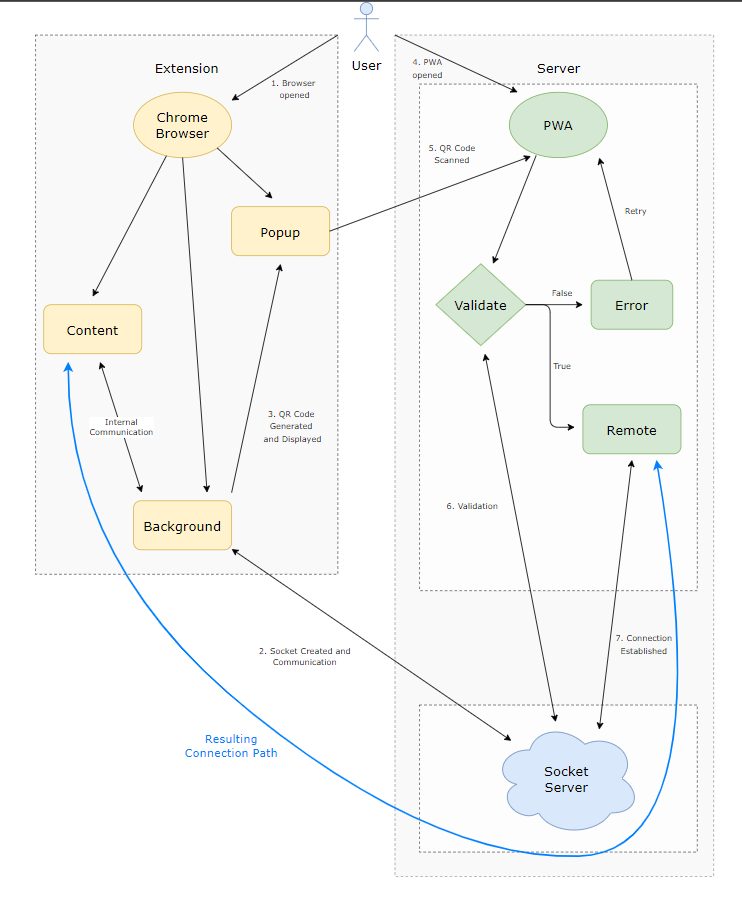 User
Extension
Server
1. Browser
opened
4. PWA
opened
Chrome
Browser
PWA
5. QR Code
Scanned
Popup
Retry
Content
Validate
False
Error
True
Internal
Communication
3. QR Code
Generated
and Displayed
Remote
Background
6. Validation
2. Socket Created and
Communication
7. Connection
Established
Resulting
Connection Path
Socket
Server